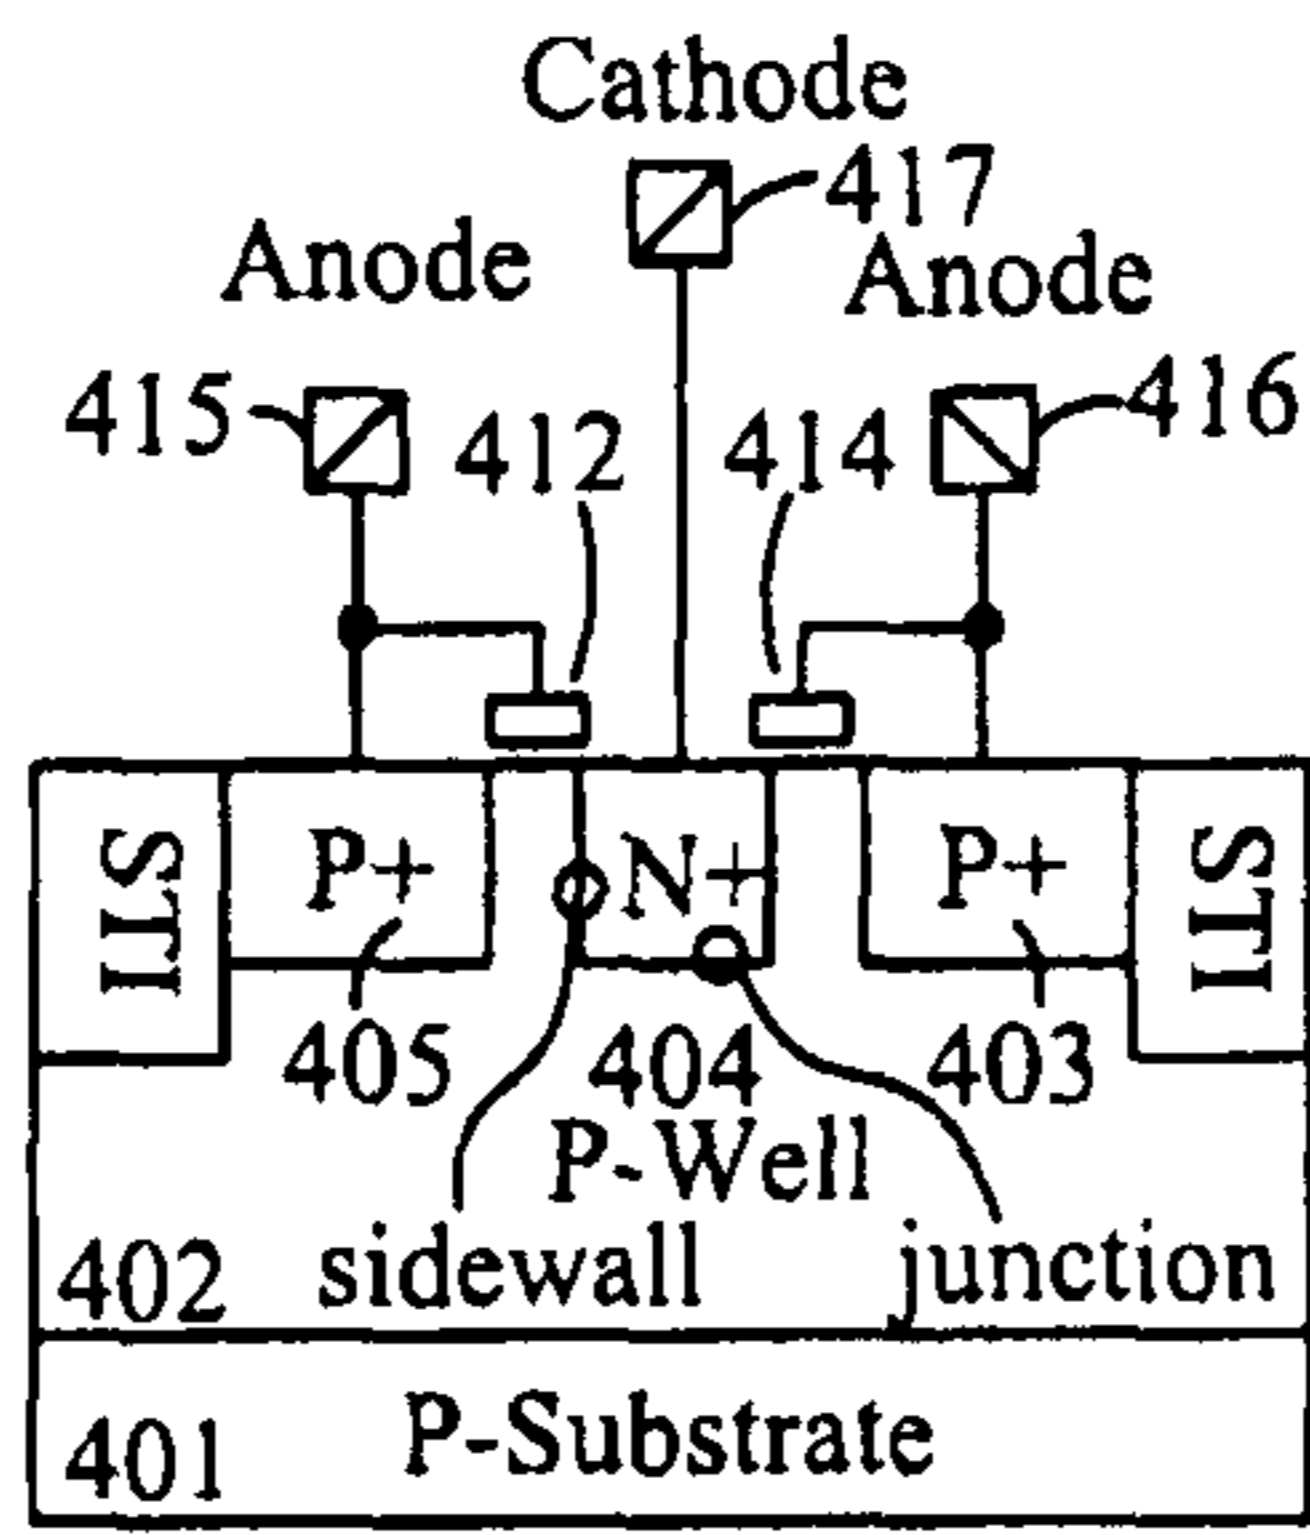 Cathode
417
Anode
Anode
415
412
414
416
STI
P+
N+
P+
STI
405
404
403
P-Well
402
sidewall
junction
401
P-Substrate